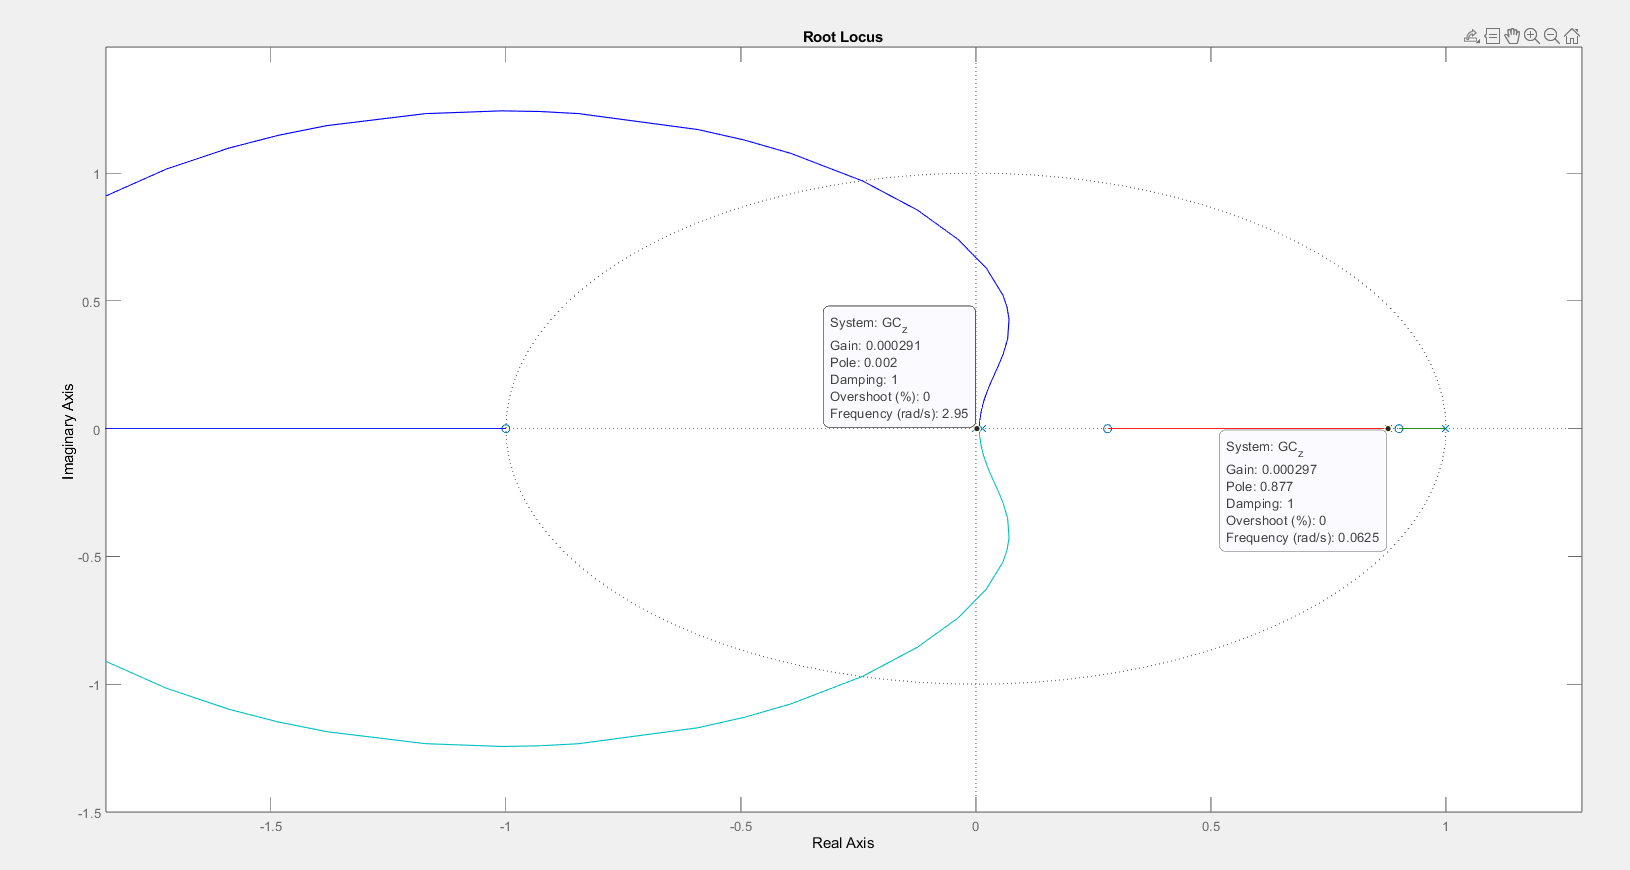 Root Locus
1
0.5
0
-0.5
-1
-1.5
Imaginary Axis
System: GCz
Gain: 0.000291
Pole: 0.002
Damping: 1
Overshoot (%): 0
Frequency (rad/s): 2.95
System: GCz
Gain: 0.000297
Pole: 0.877
Damping: 1
Overshoot (%): 0
Frequency (rad/s): 0.0625
-1.5 -1 -0.5 0 0.5 1
Real Axis